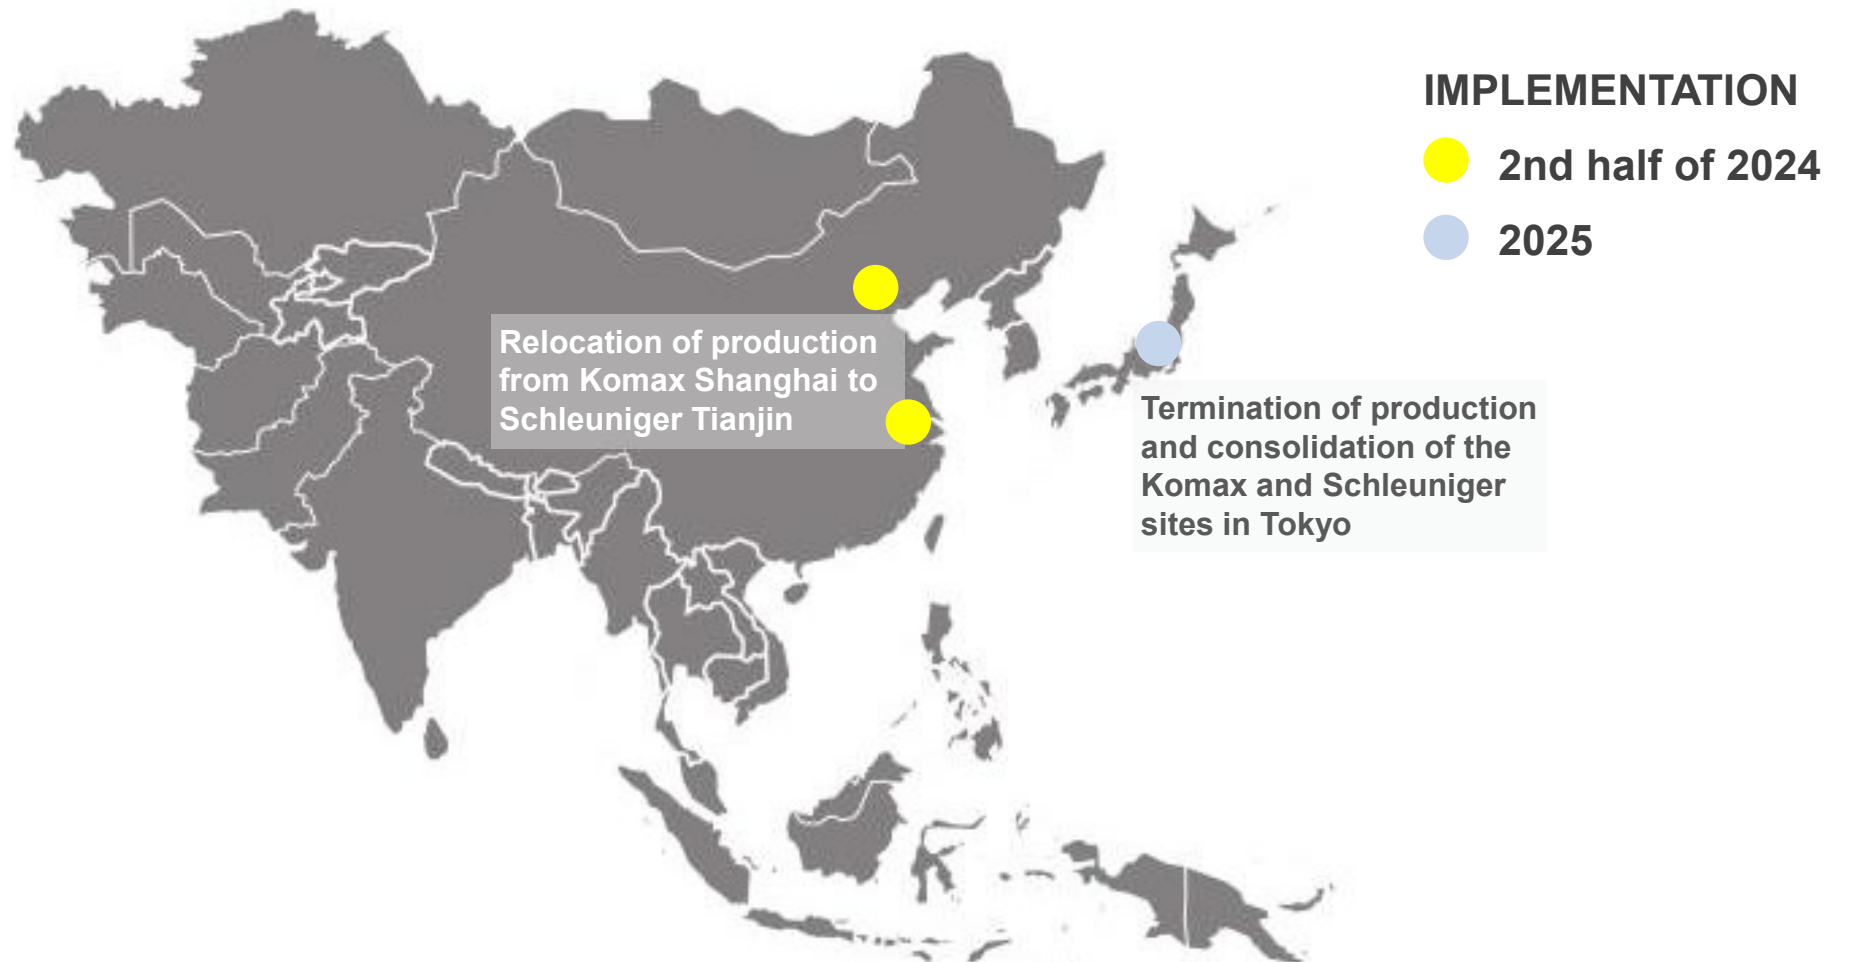 IMPLEMENTATION
2nd half of 2024
2025
Relocation of production
from Komax Shanghai to
Schleuniger Tianjin
Termination of production
and consolidation of the
Komax and Schleuniger
sites in Tokyo